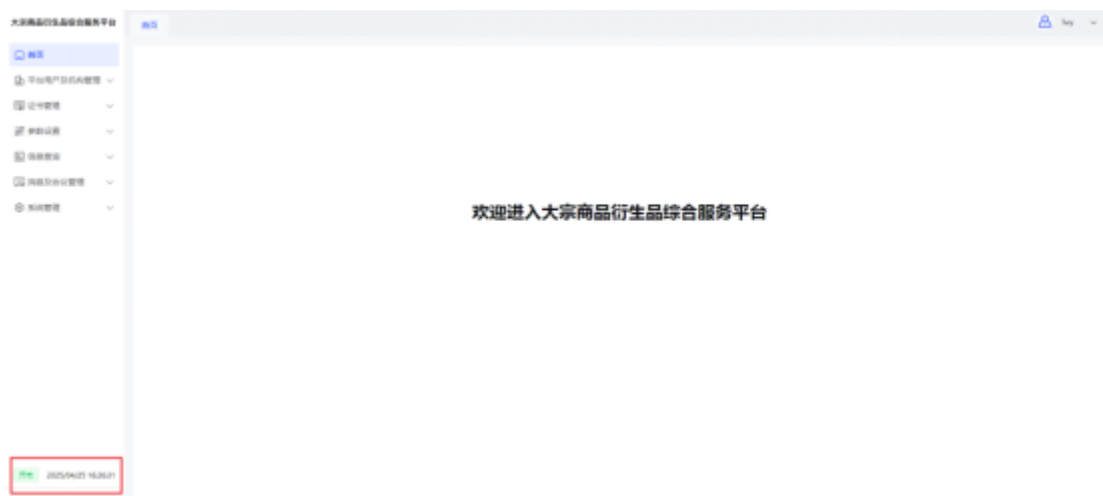 大宗商品衍生品综合服务平台
首页
首页
平台用户及机构管理
证书管理
参数设置
信息查询
消息及会议管理
系统管理
欢迎进入大宗商品衍生品综合服务平台
2025/04/25 16:26:31